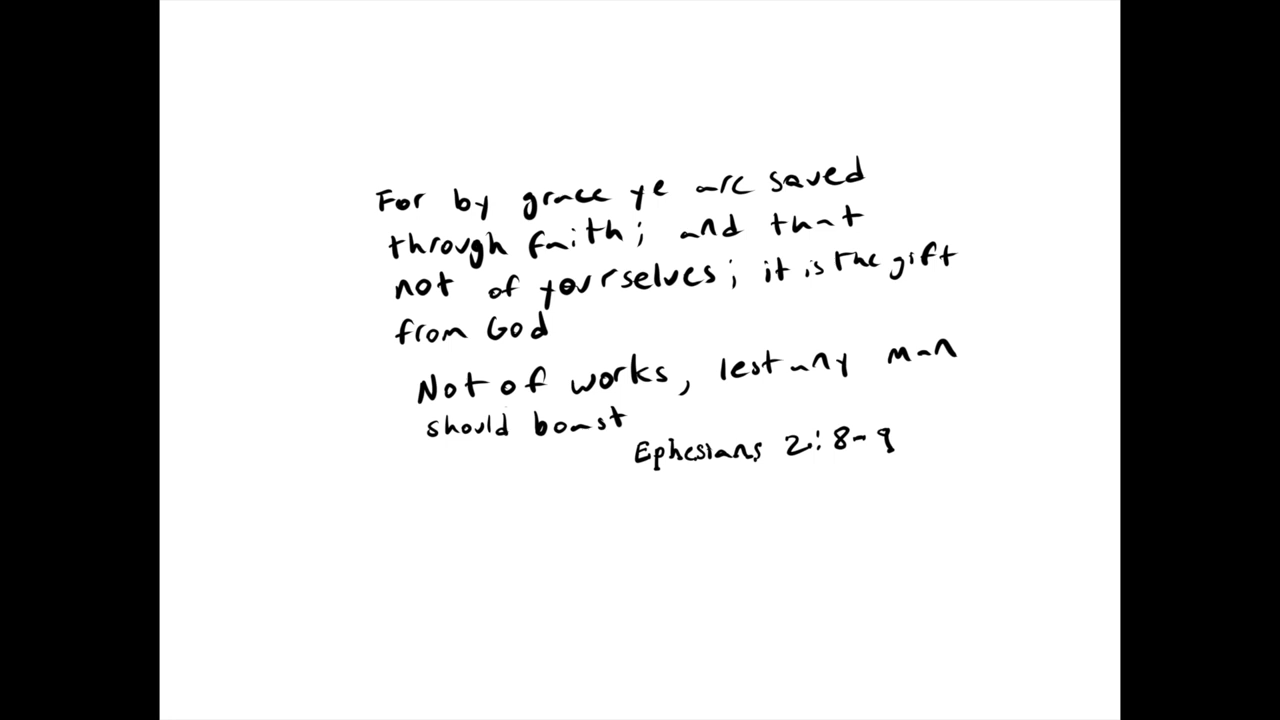 For by grace ye are saved
through faith; and that
not of yourselves; it is the gift
from God
Not of works, lest any man
should boast
Ephesians 2:8-9